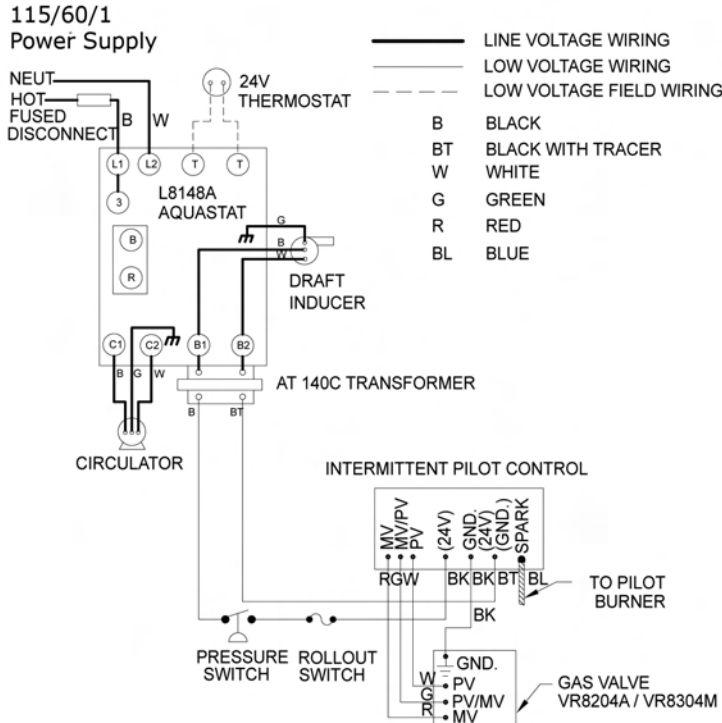 115/60/1
Power Supply
NEUT
HOT
FUSED
DISCONNECT
B
W
24V
THERMOSTAT
LINE VOLTAGE WIRING
LOW VOLTAGE WIRING
LOW VOLTAGE FIELD WIRING
B BLACK
BT BLACK WITH TRACER
W WHITE
G GREEN
R RED
BL BLUE
L1
L2
T
T
3
L8148A
AQUASTAT
B
R
G
B
W
DRAFT
INDUCER
C1
C2
B1
B2
B
G
W
AT 140C TRANSFORMER
B
BT
CIRCULATOR
INTERMITTENT PILOT CONTROL
MV
MV/PV
PV
(24V)
GND.
(24V)
(GND.)
SPARK
R
G
W
BK
BK
BT
BL
TO PILOT
BURNER
BK
PRESSURE
SWITCH
ROLLOUT
SWITCH
GND.
W
PV
G
PV/MV
R
MV
GAS VALVE
VR8204A / VR8304M